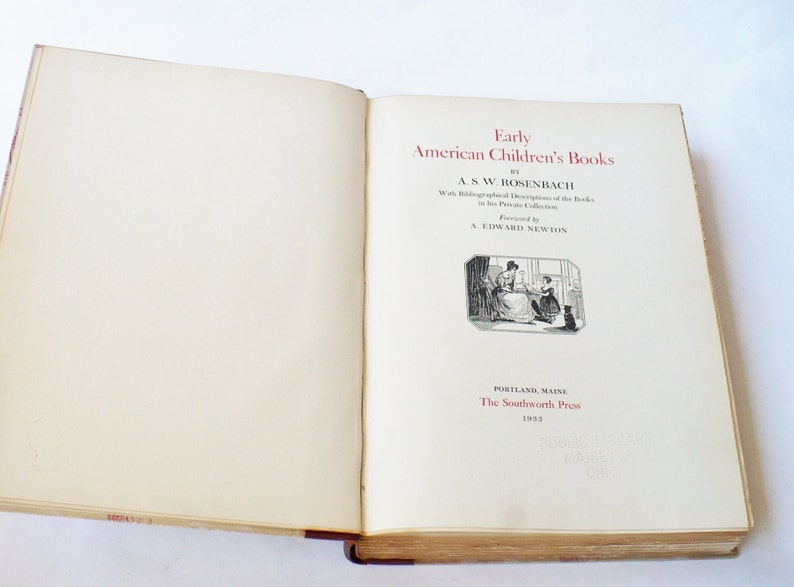 Early
American Children's Books
BY
A. S. W. ROSENBACH
With Bibliographical Descriptions of the Books
in his Private Collection
Foreword by
A. EDWARD NEWTON
PORTLAND, MAINE
The Southworth Press
1933
PUBLIC LIBRARY
MARIETTA
OHIO